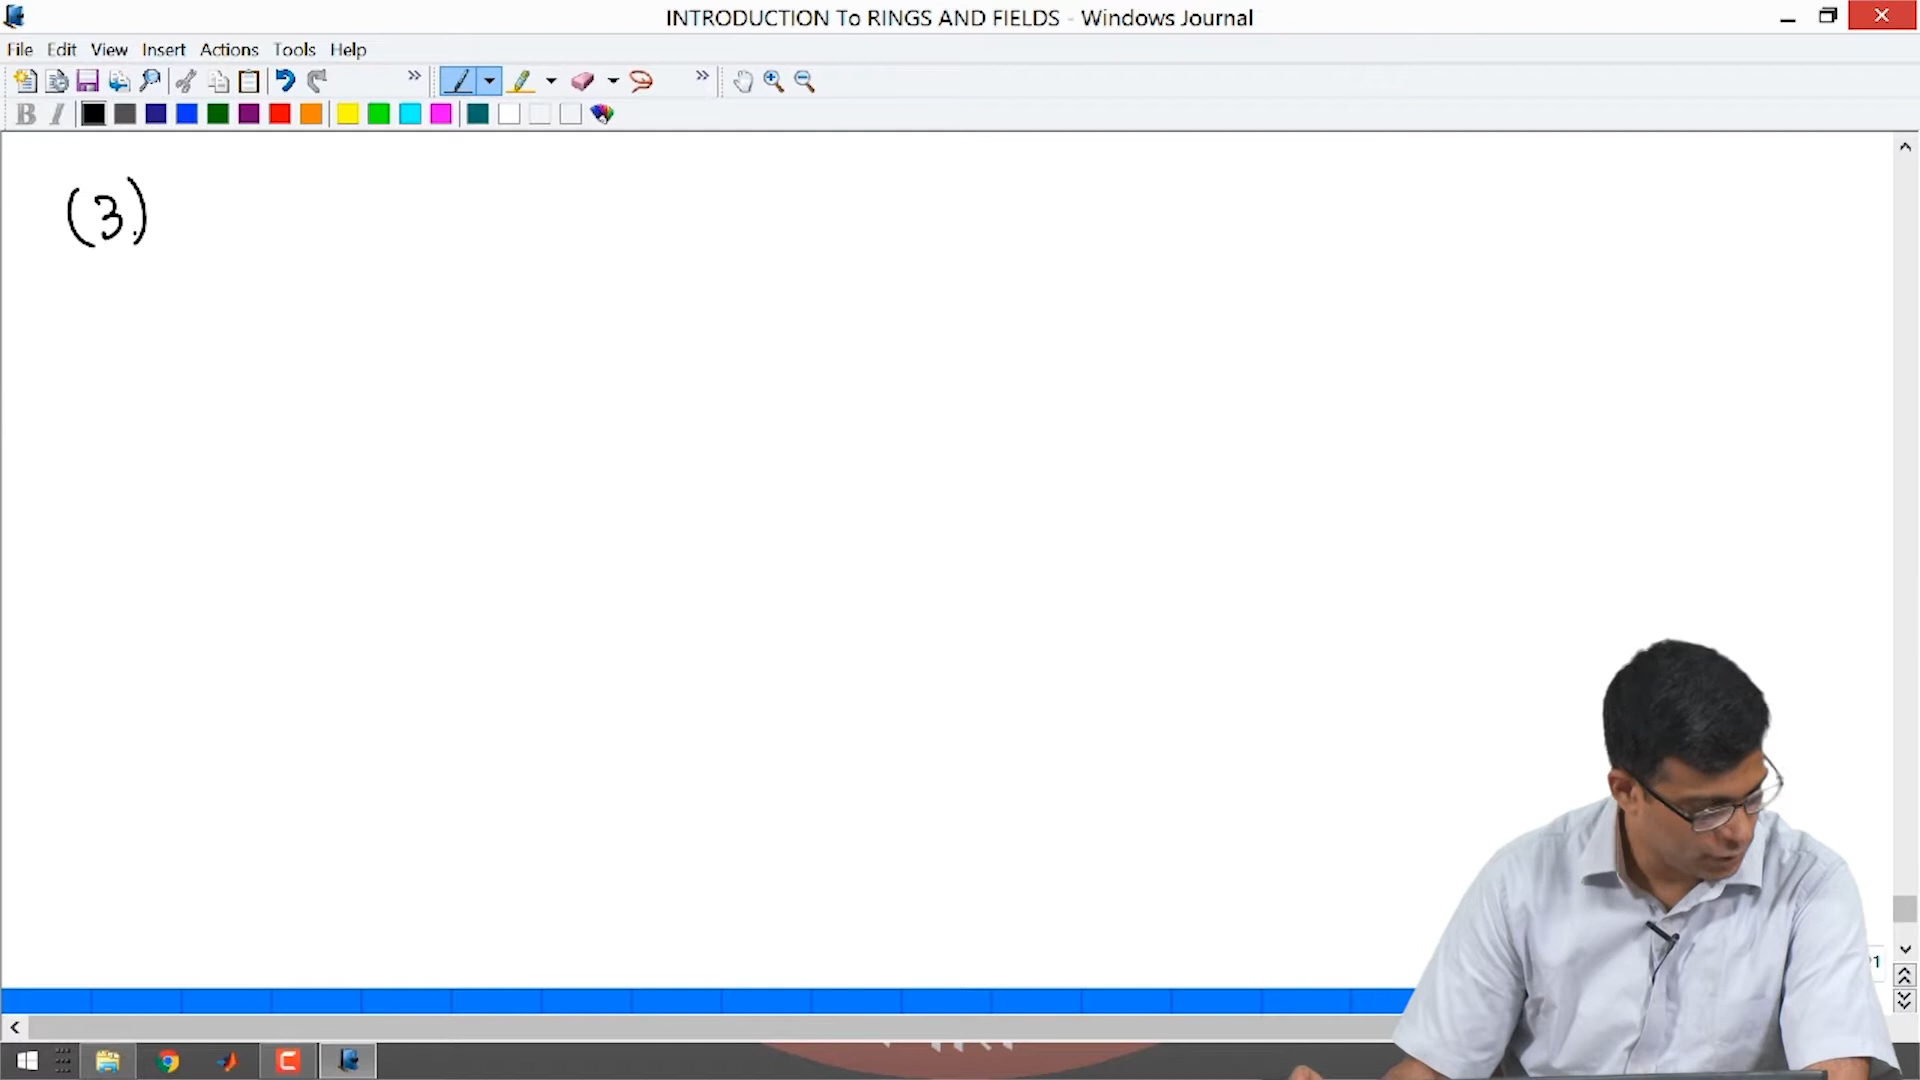 INTRODUCTION To RINGS AND FIELDS - Windows Journal
File Edit View Insert Actions Tools Help
B I
(3)